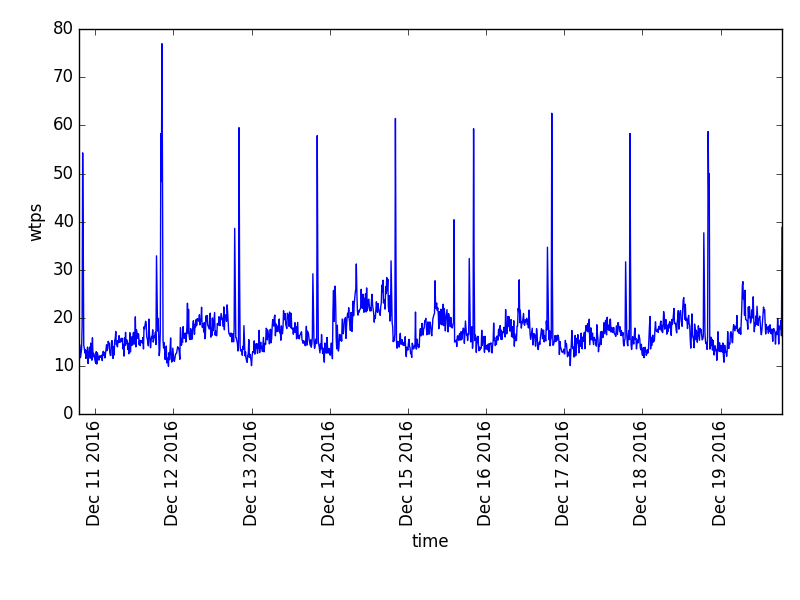 80
70
60
50
40
30
20
10
0
wtps
Dec 11 2016
Dec 12 2016
Dec 13 2016
Dec 14 2016
Dec 15 2016
Dec 16 2016
Dec 17 2016
Dec 18 2016
Dec 19 2016
time